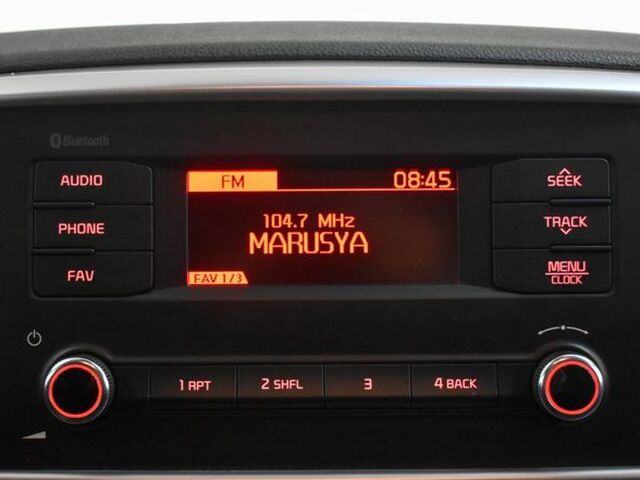 Bluetooth
AUDIO
PHONE
FAV
FM 08:45
104.7 MHz
MARUSYA
FAV 1/3
SEEK
TRACK
MENU
CLOCK
1 RPT
2 SHFL
3
4 BACK